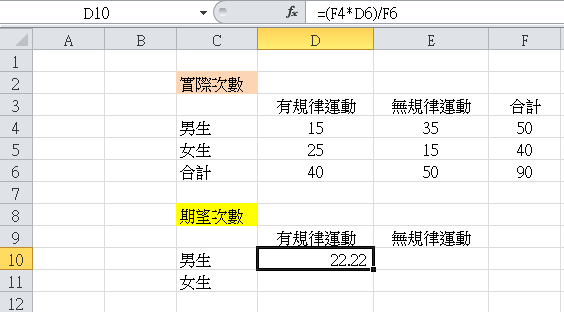 D10 fx =(F4*D6)/F6
A B C D E F
1
2 實際次數
3 有規律運動 無規律運動 合計
4 男生 15 35 50
5 女生 25 15 40
6 合計 40 50 90
7
8 期望次數
9 有規律運動 無規律運動
10 男生 22.22
11 女生
12